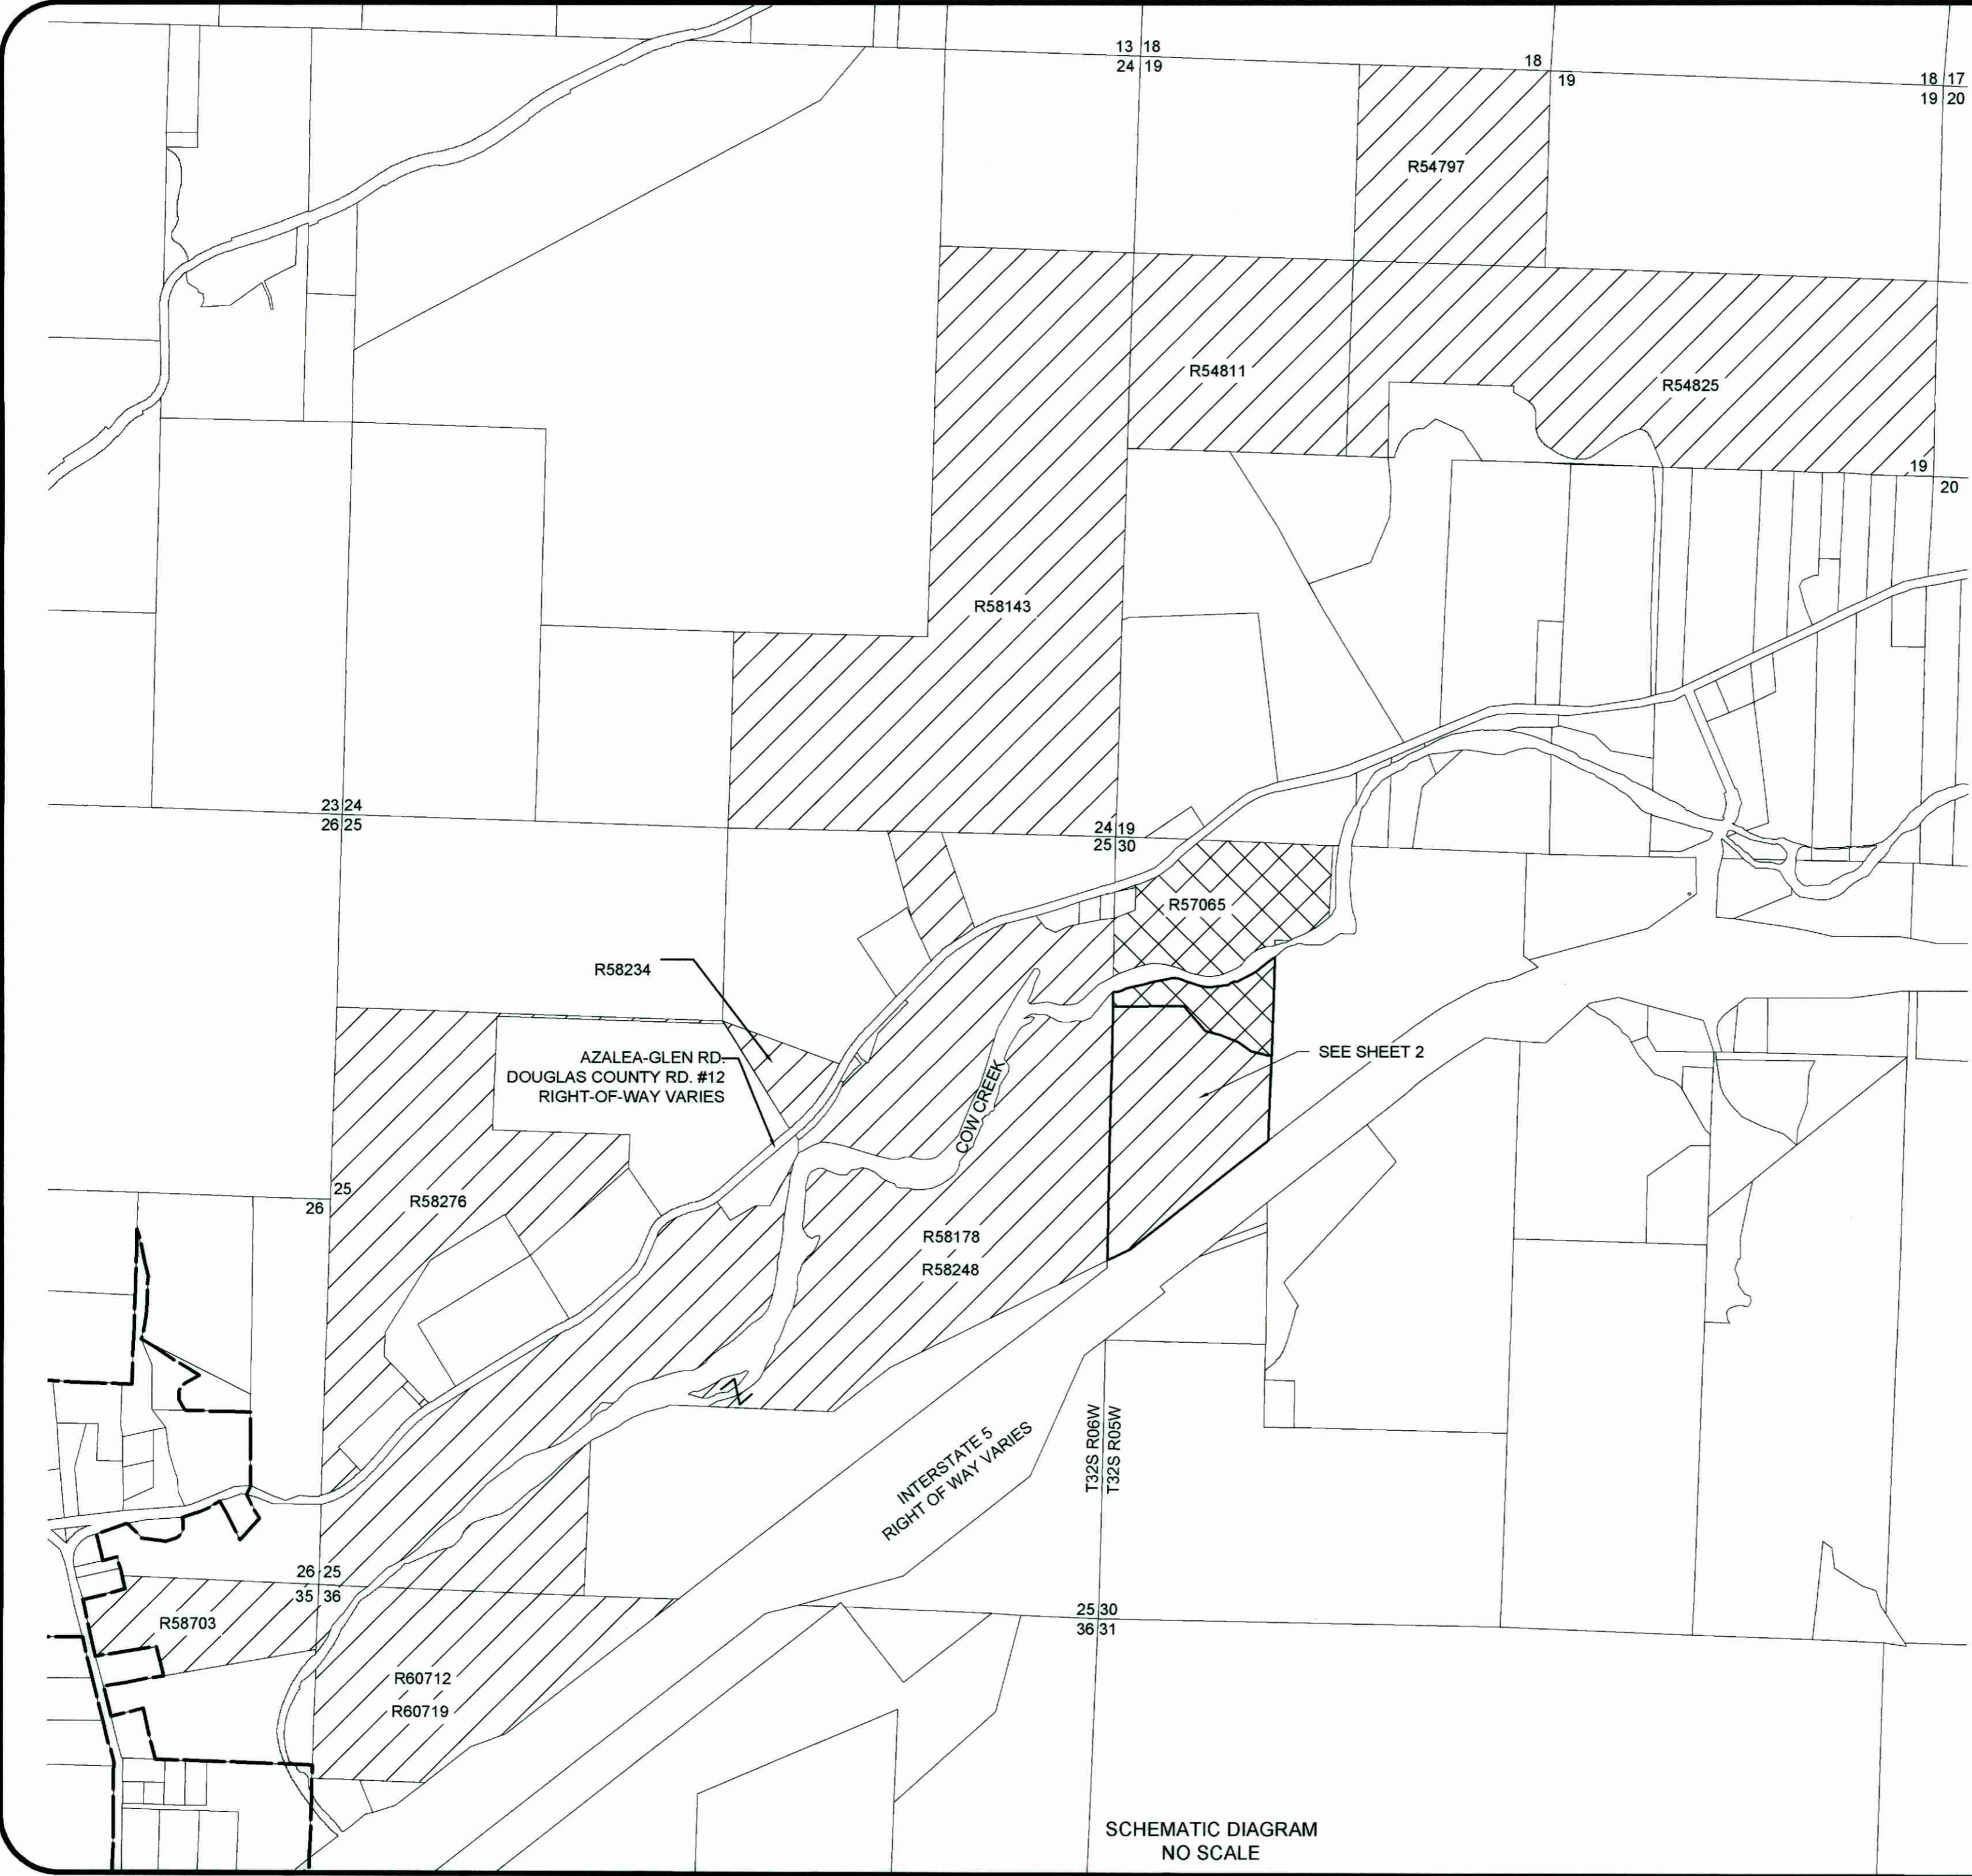 13 18
24 19
18
19
18 17
19 20
R54797
R54811
R54825
19
20
R58143
23 24
26 25
24 19
25 30
R57065
R58234
AZALEA-GLEN RD.
DOUGLAS COUNTY RD. #12
RIGHT-OF-WAY VARIES
SEE SHEET 2
COW CREEK
25
26
R58276
R58178
R58248
INTERSTATE 5
RIGHT OF WAY VARIES
T32S R06W
T32S R05W
26 25
35 36
R58703
25 30
36 31
R60712
R60719
SCHEMATIC DIAGRAM
NO SCALE